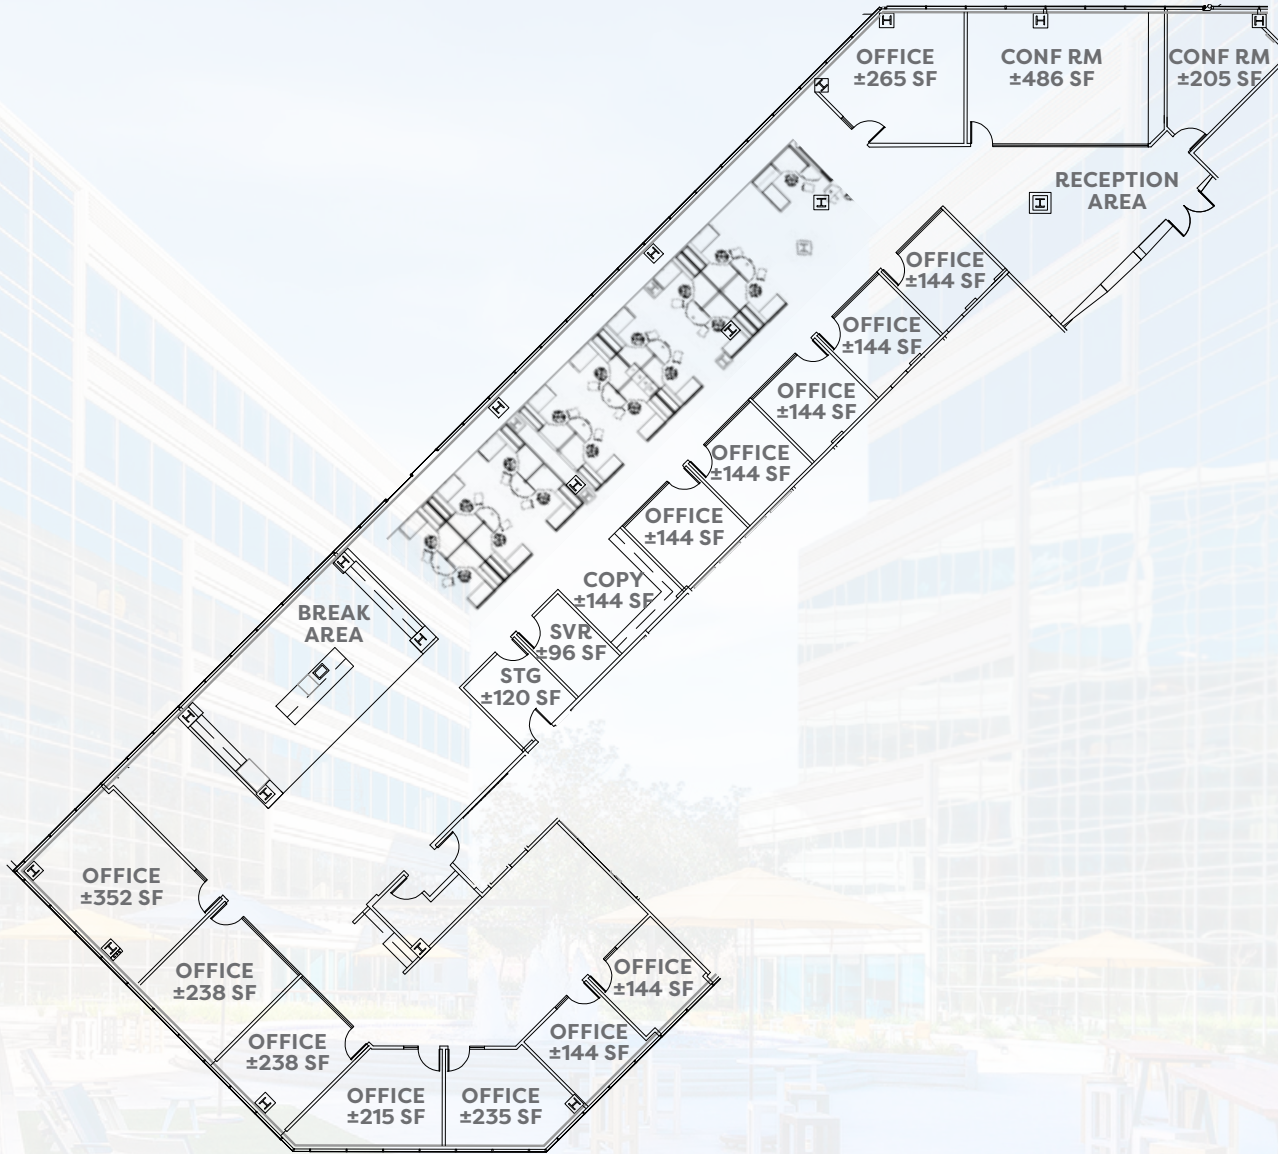 OFFICE
±265 SF
CONF RM
±486 SF
CONF RM
±205 SF
RECEPTION
AREA
OFFICE
±144 SF
OFFICE
±144 SF
OFFICE
±144 SF
OFFICE
±144 SF
OFFICE
±144 SF
COPY
±144 SF
SVR
±96 SF
STG
±120 SF
BREAK
AREA
OFFICE
±352 SF
OFFICE
±238 SF
OFFICE
±238 SF
OFFICE
±215 SF
OFFICE
±235 SF
OFFICE
±144 SF
OFFICE
±144 SF